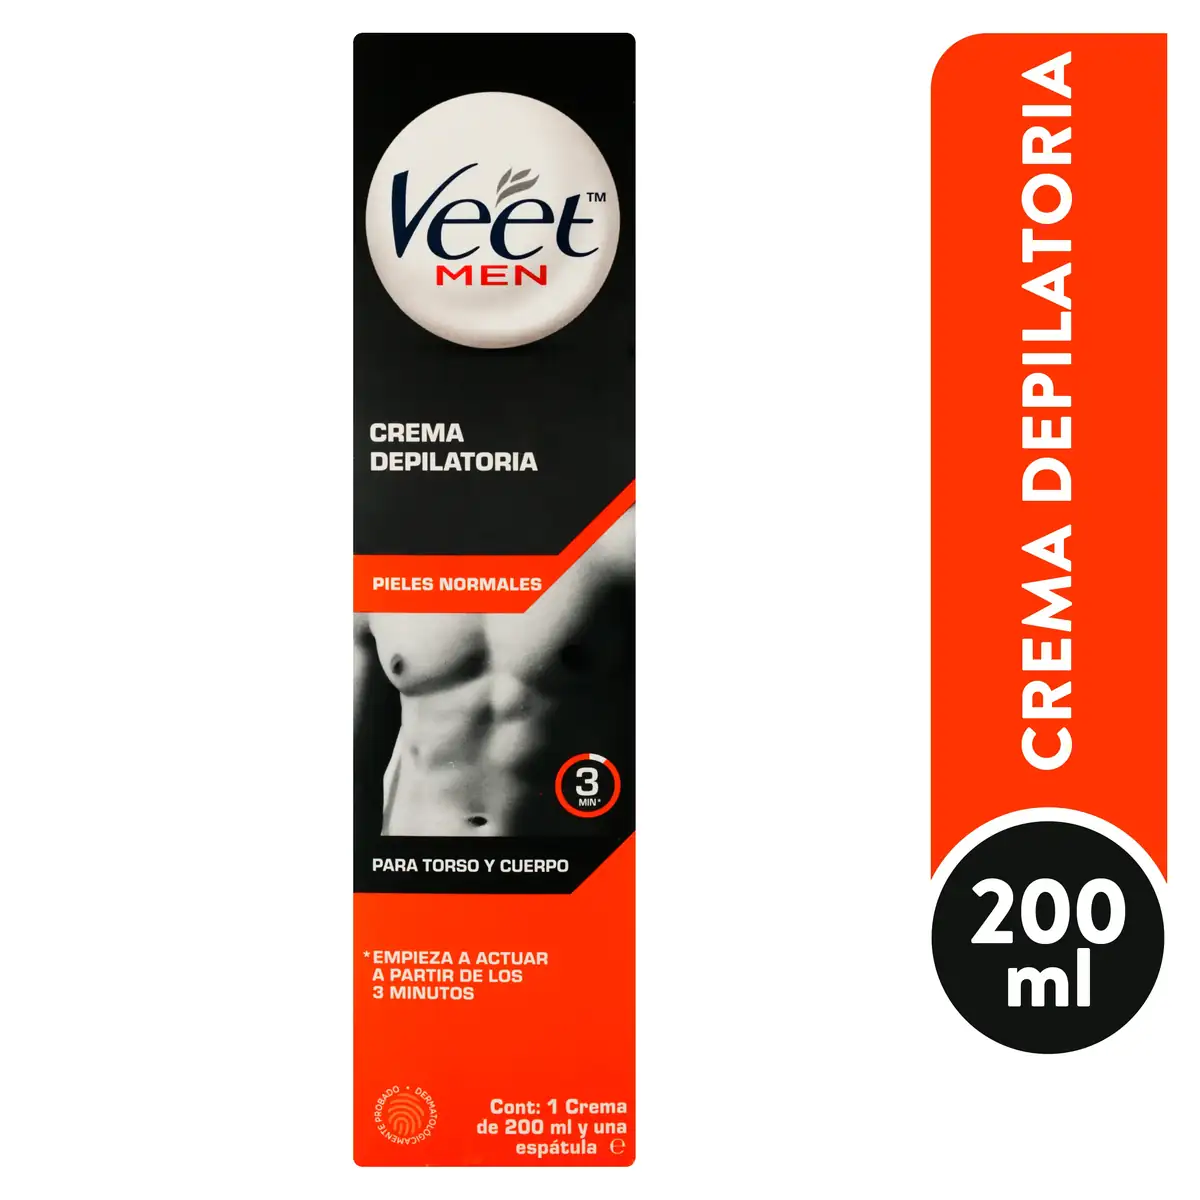 Veet™
MEN
CREMA
DEPILATORIA
PIELES NORMALES
3
MIN*
PARA TORSO Y CUERPO
*EMPIEZA A ACTUAR
A PARTIR DE LOS
3 MINUTOS
DERMATOLÓGICAMENTE PROBADO •
Cont: 1 Crema
de 200 ml y una
espátula ℮
CREMA DEPILATORIA
200
ml